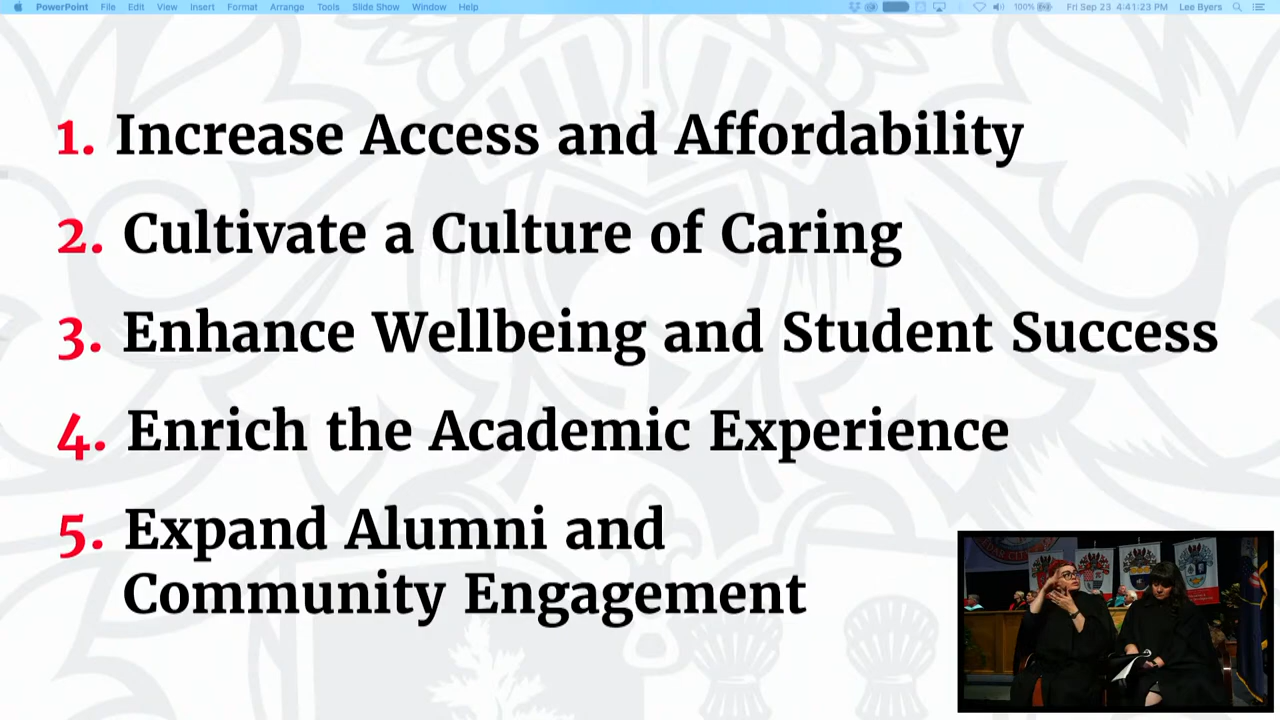 PowerPoint File Edit View Insert Format Arrange Tools Slide Show Window Help 100% Fri Sep 23 4:41:23 PM Lee Byers
1. Increase Access and Affordability
2. Cultivate a Culture of Caring
3. Enhance Wellbeing and Student Success
4. Enrich the Academic Experience
5. Expand Alumni and
Community Engagement